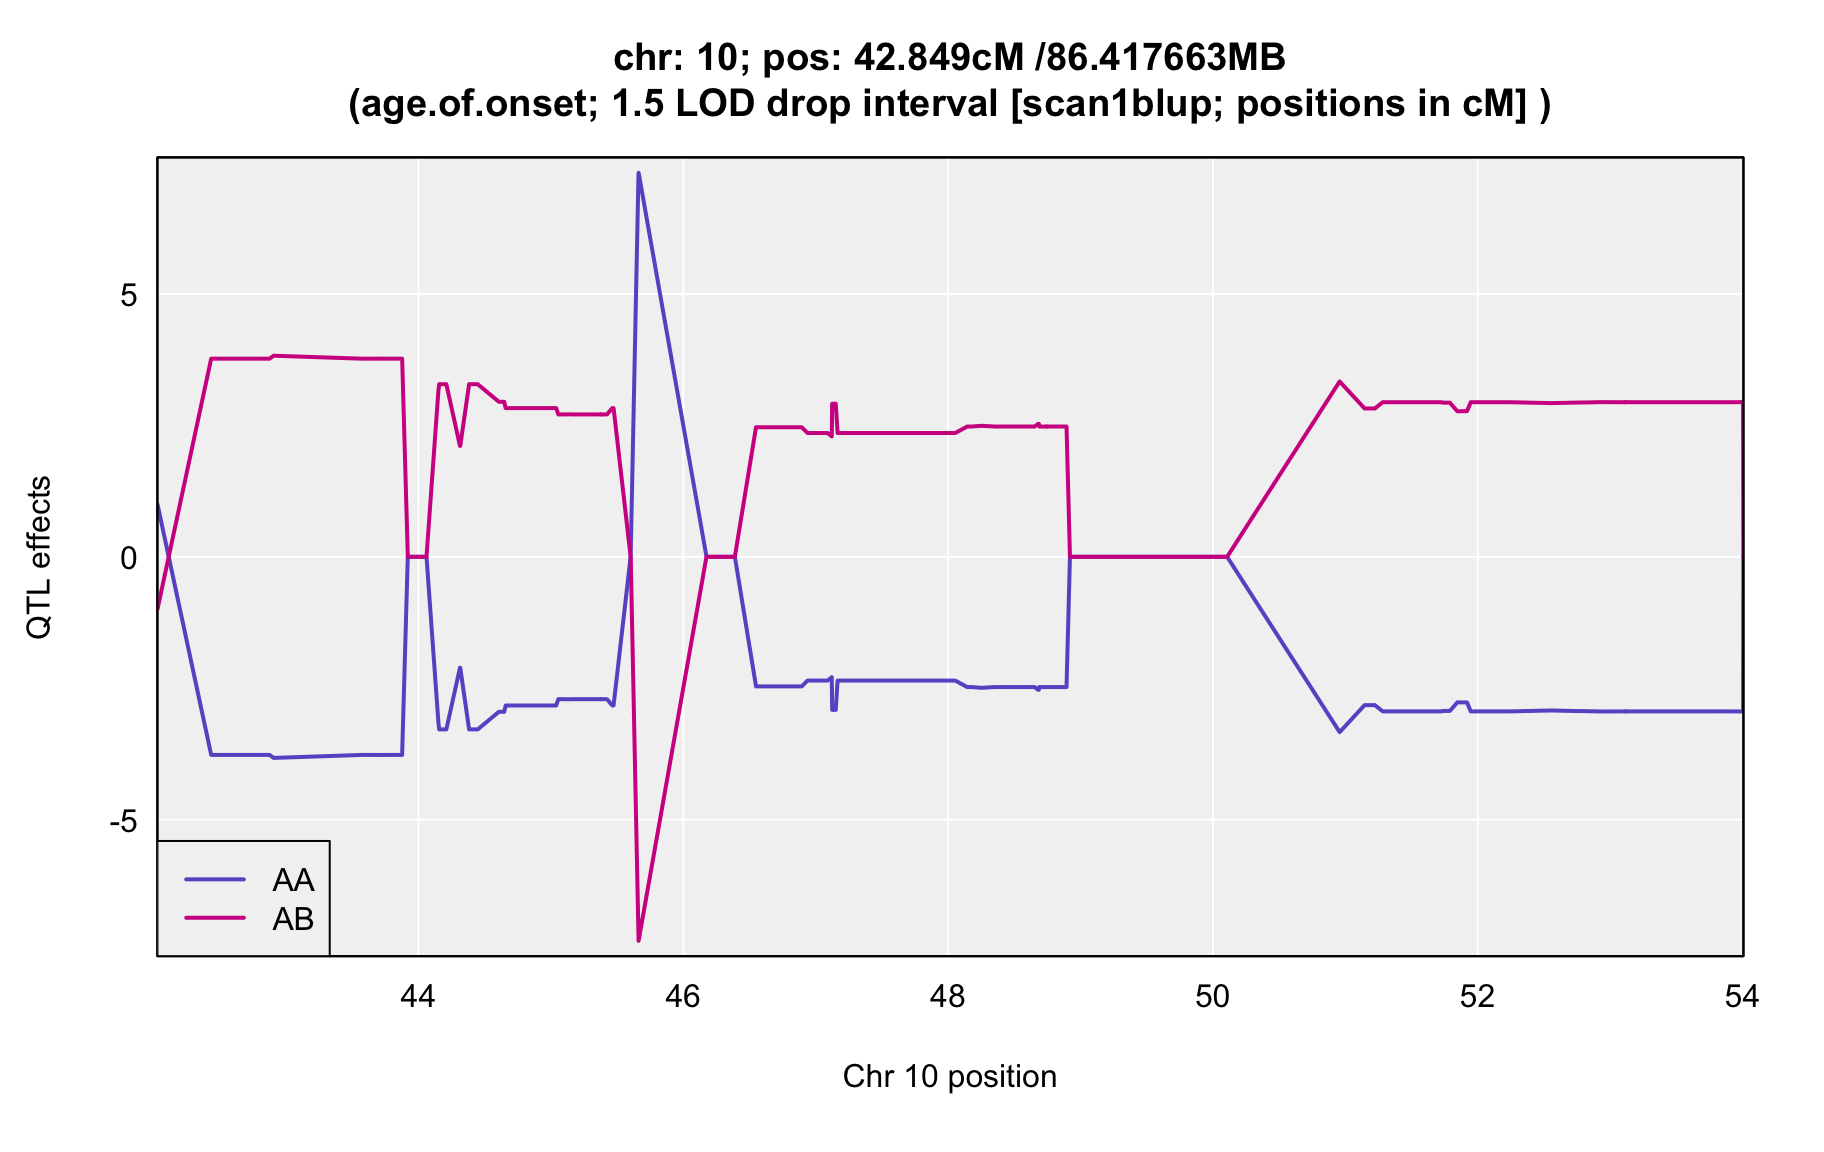 chr: 10; pos: 42.849cM /86.417663MB
(age.of.onset; 1.5 LOD drop interval [scan1blup; positions in cM] )
QTL effects
5
0
-5
AA
AB
44 46 48 50 52 54
Chr 10 position